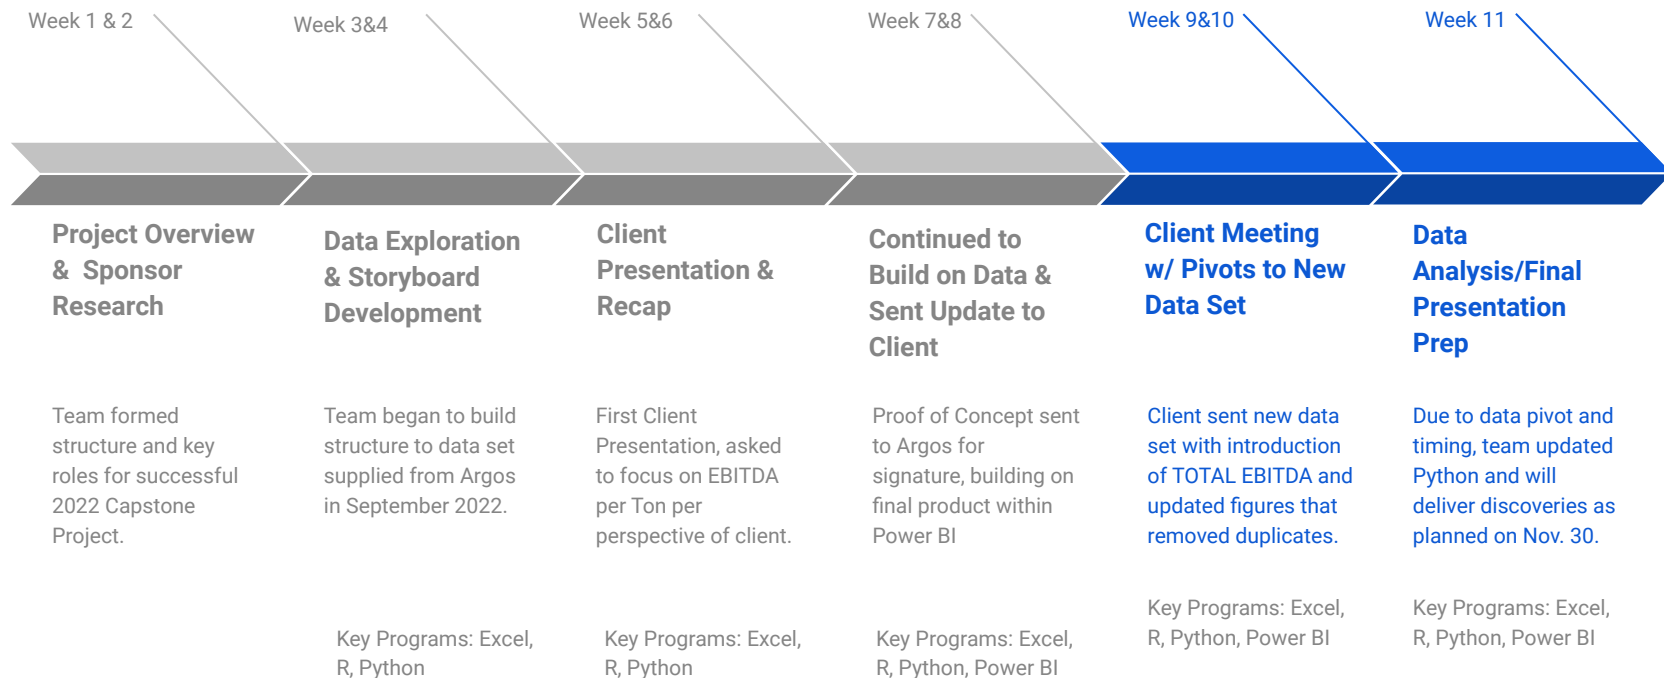 Week 1 & 2
Week 3&4
Week 5&6
Week 7&8
Week 9&10
Week 11
Project Overview
& Sponsor
Research
Data Exploration
& Storyboard
Development
Client
Presentation &
Recap
Continued to
Build on Data &
Sent Update to
Client
Client Meeting
w/ Pivots to New
Data Set
Data
Analysis/Final
Presentation
Prep
Team formed
structure and key
roles for successful
2022 Capstone
Project.
Team began to build
structure to data set
supplied from Argos
in September 2022.
First Client
Presentation, asked
to focus on EBITDA
per Ton per
perspective of client.
Proof of Concept sent
to Argos for
signature, building on
final product within
Power BI
Client sent new data
set with introduction
of TOTAL EBITDA and
updated figures that
removed duplicates.
Due to data pivot and
timing, team updated
Python and will
deliver discoveries as
planned on Nov. 30.
Key Programs: Excel,
R, Python
Key Programs: Excel,
R, Python
Key Programs: Excel,
R, Python, Power BI
Key Programs: Excel,
R, Python, Power BI
Key Programs: Excel,
R, Python, Power BI